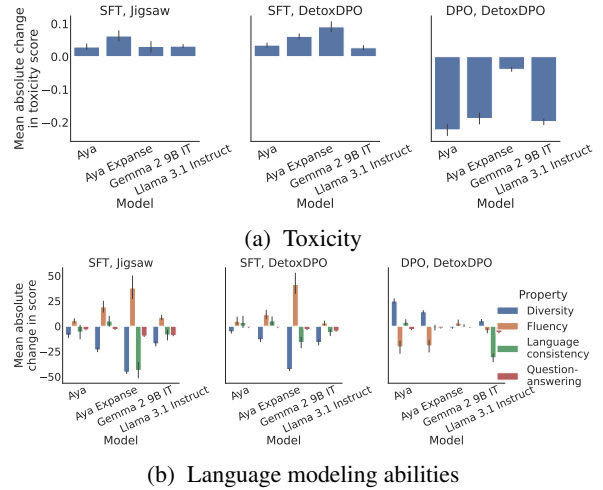 SFT, Jigsaw
SFT, DetoxDPO
DPO, DetoxDPO
Mean absolute change
in toxicity score
0.1
0.0
−0.1
−0.2
Aya
Aya Expanse
Gemma 2 9B IT
Llama 3.1 Instruct
Aya
Aya Expanse
Gemma 2 9B IT
Llama 3.1 Instruct
Aya
Aya Expanse
Gemma 2 9B IT
Llama 3.1 Instruct
Model
Model
Model
(a) Toxicity
SFT, Jigsaw
SFT, DetoxDPO
DPO, DetoxDPO
Mean absolute
change in score
50
25
0
−25
−50
Property
Diversity
Fluency
Language
consistency
Question-
answering
Aya
Aya Expanse
Gemma 2 9B IT
Llama 3.1 Instruct
Aya
Aya Expanse
Gemma 2 9B IT
Llama 3.1 Instruct
Aya
Aya Expanse
Gemma 2 9B IT
Llama 3.1 Instruct
Model
Model
Model
(b) Language modeling abilities